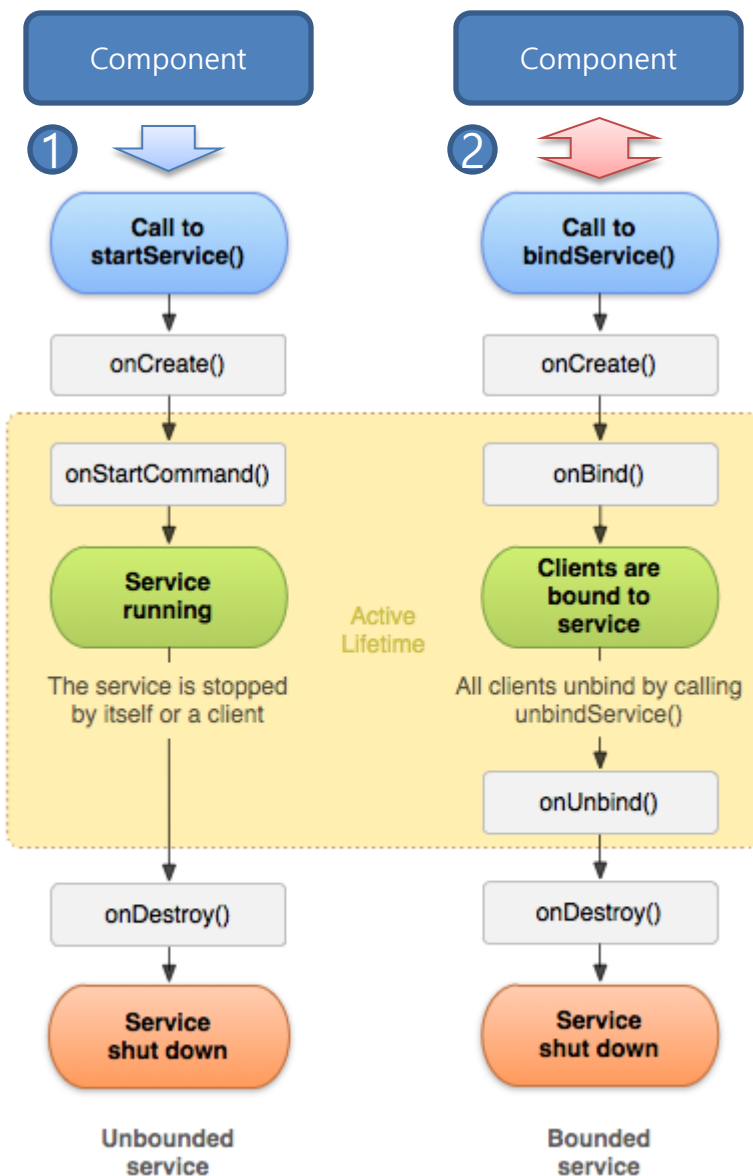 Component
1
Call to
startService()
onCreate()
onStartCommand()
Service
running
The service is stopped
by itself or a client
onDestroy()
Service
shut down
Unbounded
service
Active
Lifetime
Component
2
Call to
bindService()
onCreate()
onBind()
Clients are
bound to
service
All clients unbind by calling
unbindService()
onUnbind()
onDestroy()
Service
shut down
Bounded
service